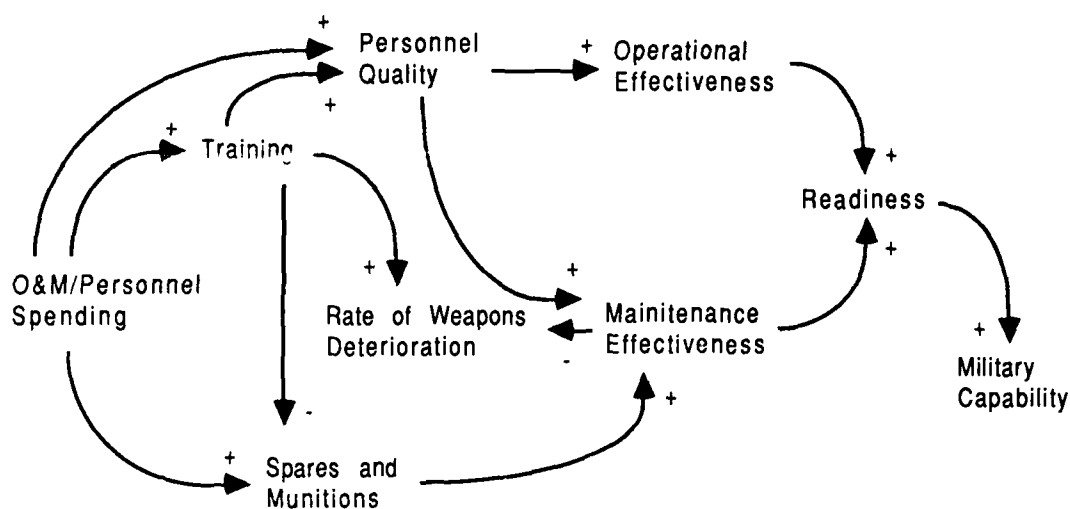 +
Personnel
Quality
+
+
Operational
Effectiveness
+
Training
+
Readiness
+
+
O&M/Personnel
Spending
+
Rate of Weapons
Deterioration
-
+
Mainitenance
Effectiveness
+
Military
Capability
+
-
+
Spares and
Munitions